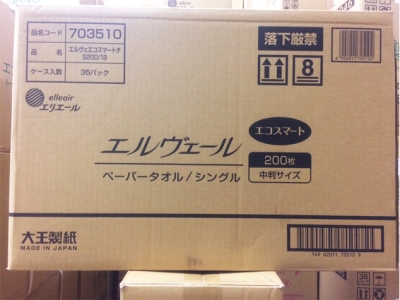 品名コード 703510
品名 エルヴェエコスマートチ
S200/1B
ケース入数 35パック
落下厳禁
8
elleair
エリエール
エルヴェール
エコスマート
ペーパータオル/シングル
200枚
中判サイズ
大王製紙
MADE IN JAPAN